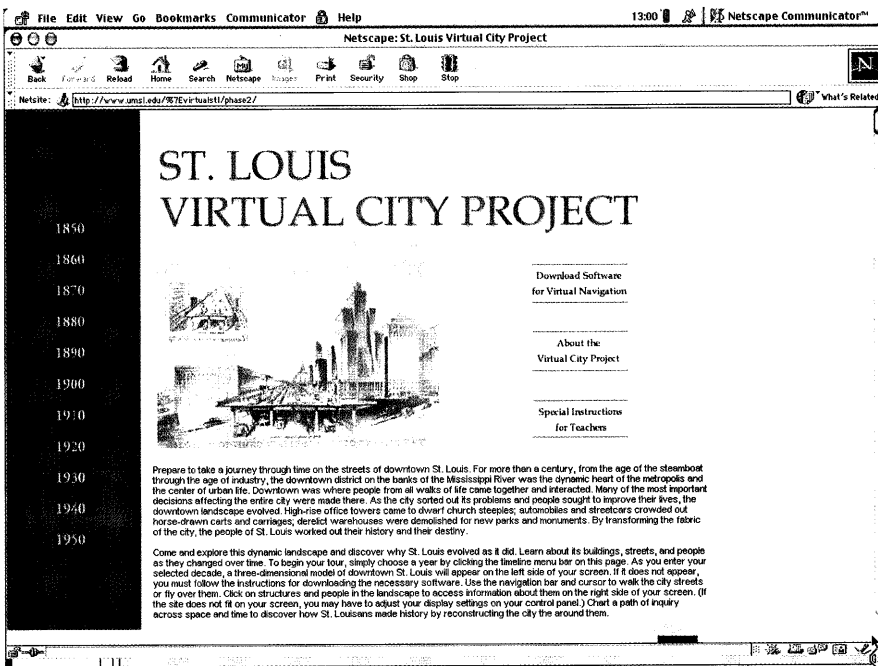 File Edit View Go Bookmarks Communicator Help 13:00 Netscape Communicator™
Netscape: St. Louis Virtual City Project
Back Forward Reload Home Search Netscape Images Print Security Shop Stop
Netsite: http://www.umsl.edu/%7Evirtualstl/phase2/ What's Related
ST. LOUIS
VIRTUAL CITY PROJECT
1850
1860
1870
1880
1890
1900
1910
1920
1930
1950
Download Software
for Virtual Navigation
About the
Virtual City Project
Special Instructions
for Teachers
Prepare to take a journey through time on the streets of downtown St. Louis. For more than a century, from the age of the steamboat
through the age of industry, the downtown district on the banks of the Mississippi River was the dynamic heart of the metropolis and
the center of urban life. Downtown was where people from all walks of life came together and interacted. Many of the most important
decisions affecting the entire city were made there. As the city sorted out its problems and people sought to improve their lives, the
downtown landscape evolved. High-rise office towers came to dwarf church steeples; automobiles and streetcars crowded out
horse-drawn carts and carriages; derelict warehouses were demolished for new parks and monuments. By transforming the fabric
of the city, the people of St. Louis worked out their history and their destiny.
Come and explore this dynamic landscape and discover why St. Louis evolved as it did. Learn about its buildings, streets, and people
as they changed over time. To begin your tour, simply choose a year by clicking the timeline menu bar on this page. As you enter your
selected decade, a three-dimensional model of downtown St. Louis will appear on the left side of your screen. If it does not appear,
you must follow the instructions for downloading the necessary software. Use the navigation bar and cursor to walk the city streets
or fly over them. Click on structures and people in the landscape to access information about them on the right side of your screen. (If
the site does not fit on your screen, you may have to adjust your display settings on your control panel.) Chart a path of inquiry
across space and time to discover how St. Louisans made history by reconstructing the city the around them.